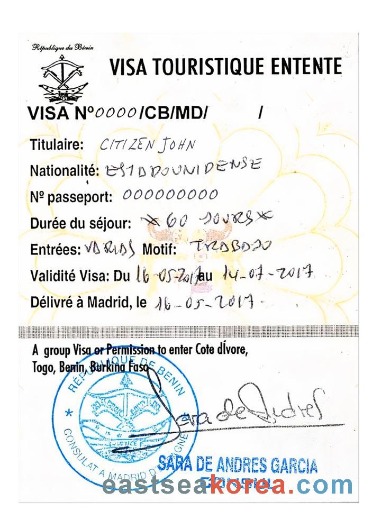 République du Bénin
VISA TOURISTIQUE ENTENTE
VISA Nº0000/CB/MD/ /
Titulaire: CITIZEN JOHN
Nationalité: ESTADOUNIDENSE
Nº passeport: 000000000
Durée du séjour: * 60 JOURS *
Entrées: VARIAS Motif: TRABAJO
Validité Visa: Du 16-05-2017 au 14-07-2017
Délivré à Madrid, le 16-05-2017.
A group Visa or Permission to enter Cote dÍvore,
Togo, Benin, Burkina Faso
RÉPUBLIQUE DU BENIN
CONSULAT A MADRID D'ESPAGNE
Sara de Andres
SARA DE ANDRES GARCIA
eastseakorea.com